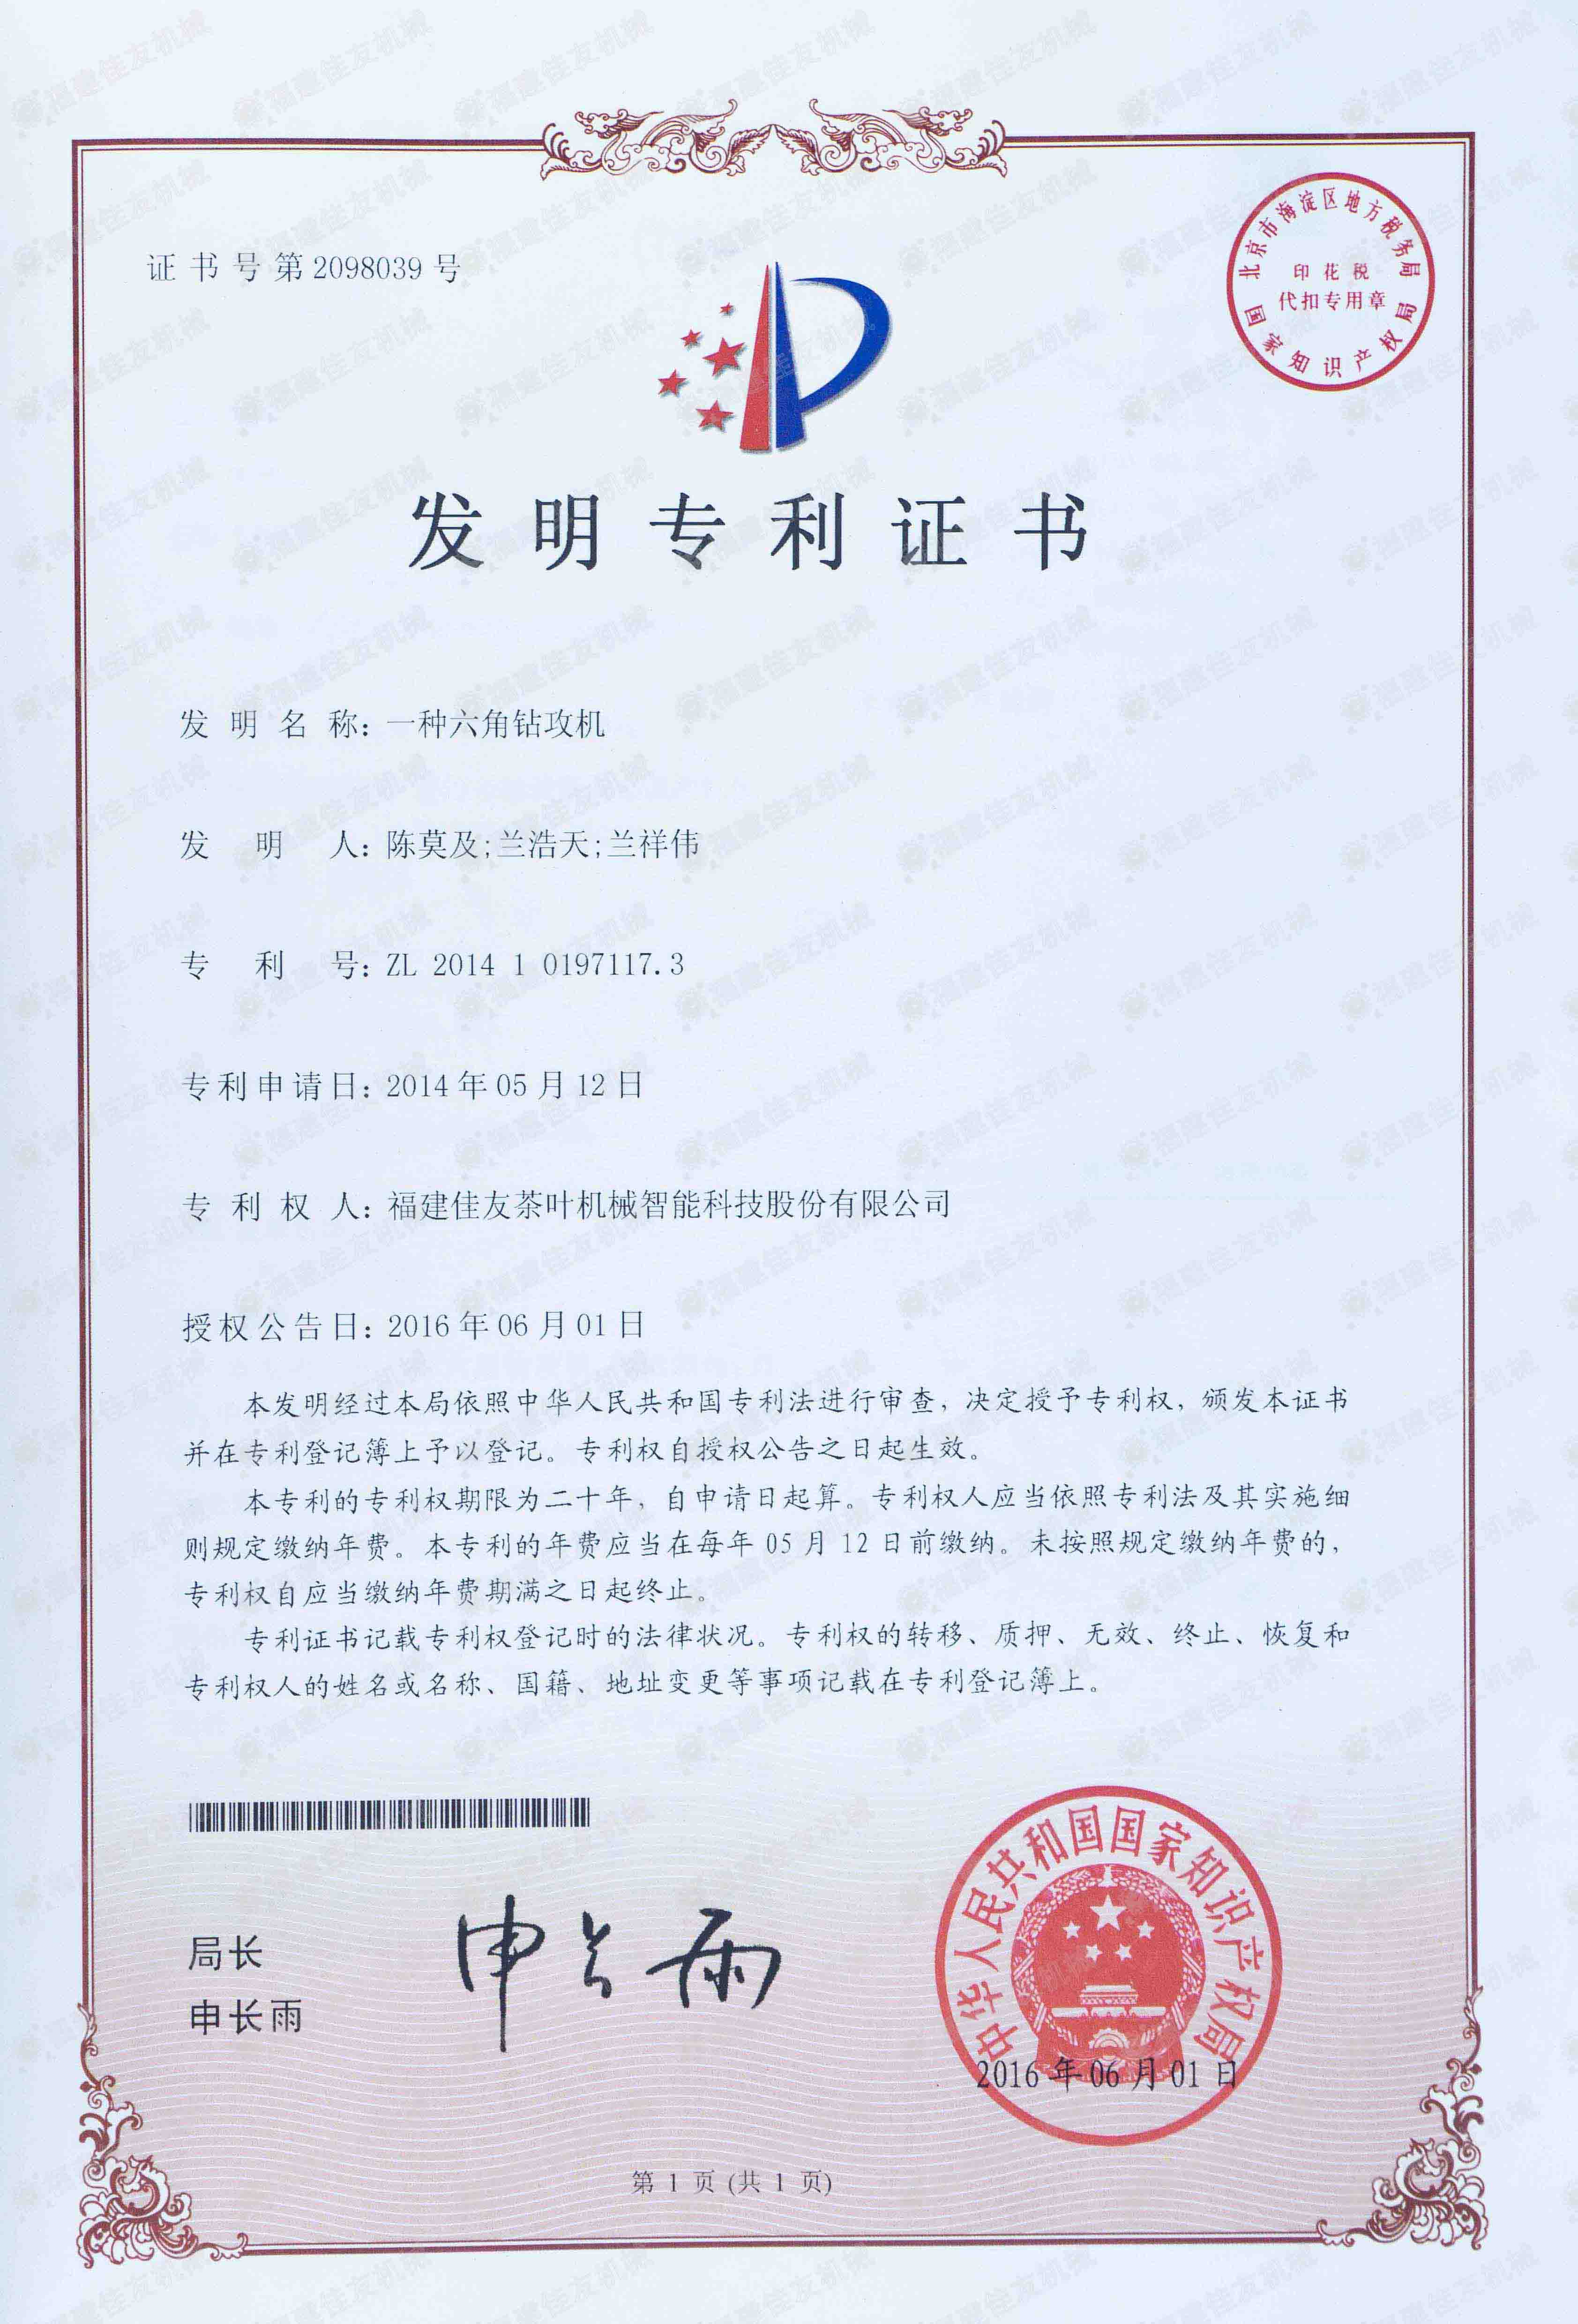 证书号第2098039号
北京市海淀区地方税务局
印花税
代扣专用章
国家知识产权局
发明专利证书
发明名称：一种六角钻攻机
发明人：陈莫及;兰浩天;兰祥伟
专利号：ZL 2014 1 0197117.3
专利申请日：2014年05月12日
专利权人：福建佳友茶叶机械智能科技股份有限公司
授权公告日：2016年06月01日
本发明经过本局依照中华人民共和国专利法进行审查，决定授予专利权，颁发本证书
并在专利登记簿上予以登记。专利权自授权公告之日起生效。
本专利的专利权期限为二十年，自申请日起算。专利权人应当依照专利法及其实施细
则规定缴纳年费。本专利的年费应当在每年05月12日前缴纳。未按照规定缴纳年费的，
专利权自应当缴纳年费期满之日起终止。
专利证书记载专利权登记时的法律状况。专利权的转移、质押、无效、终止、恢复和
专利权人的姓名或名称、国籍、地址变更等事项记载在专利登记簿上。
局长
申长雨
申长雨
中华人民共和国国家知识产权局
2016年06月01日
第1页(共1页)
福建佳友机械